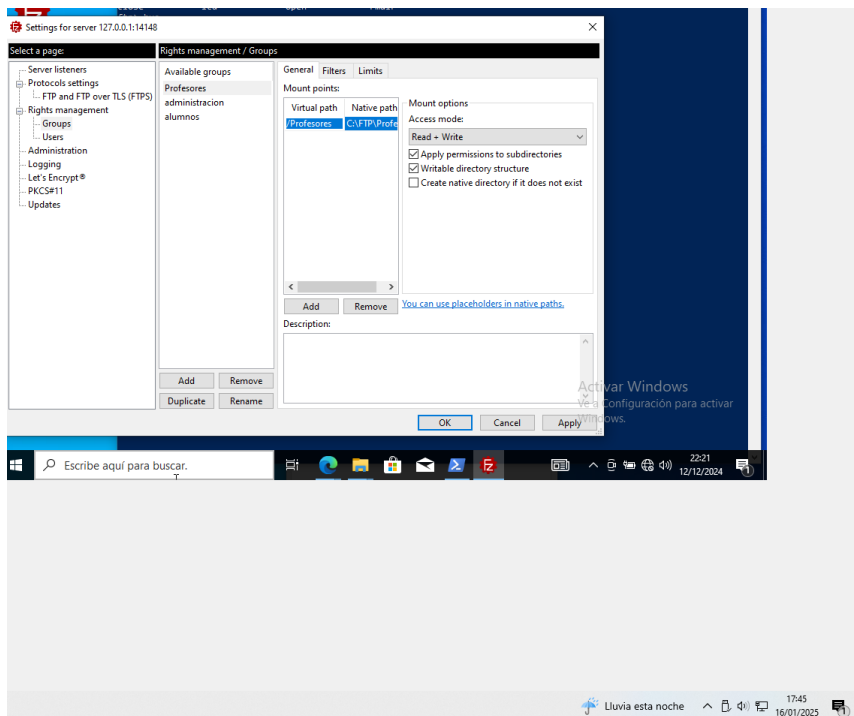 Settings for server 127.0.0.1:14148
Select a page:
Rights management / Groups
Server listeners
Protocols settings
FTP and FTP over TLS (FTPS)
Rights management
Groups
Users
Administration
Logging
Let's Encrypt®
PKCS#11
Updates
Available groups
Profesores
administracion
alumnos
Add Remove
Duplicate Rename
General Filters Limits
Mount points:
Virtual path Native path
/Profesores C:\FTP\Profe
Mount options
Access mode:
Read + Write
Apply permissions to subdirectories
Writable directory structure
Create native directory if it does not exist
Add Remove
You can use placeholders in native paths.
Description:
OK Cancel Apply
Activar Windows
Ve a Configuración para activar
Windows.
Escribe aquí para buscar.
22:21
12/12/2024
1
Lluvia esta noche
17:45
16/01/2025
1